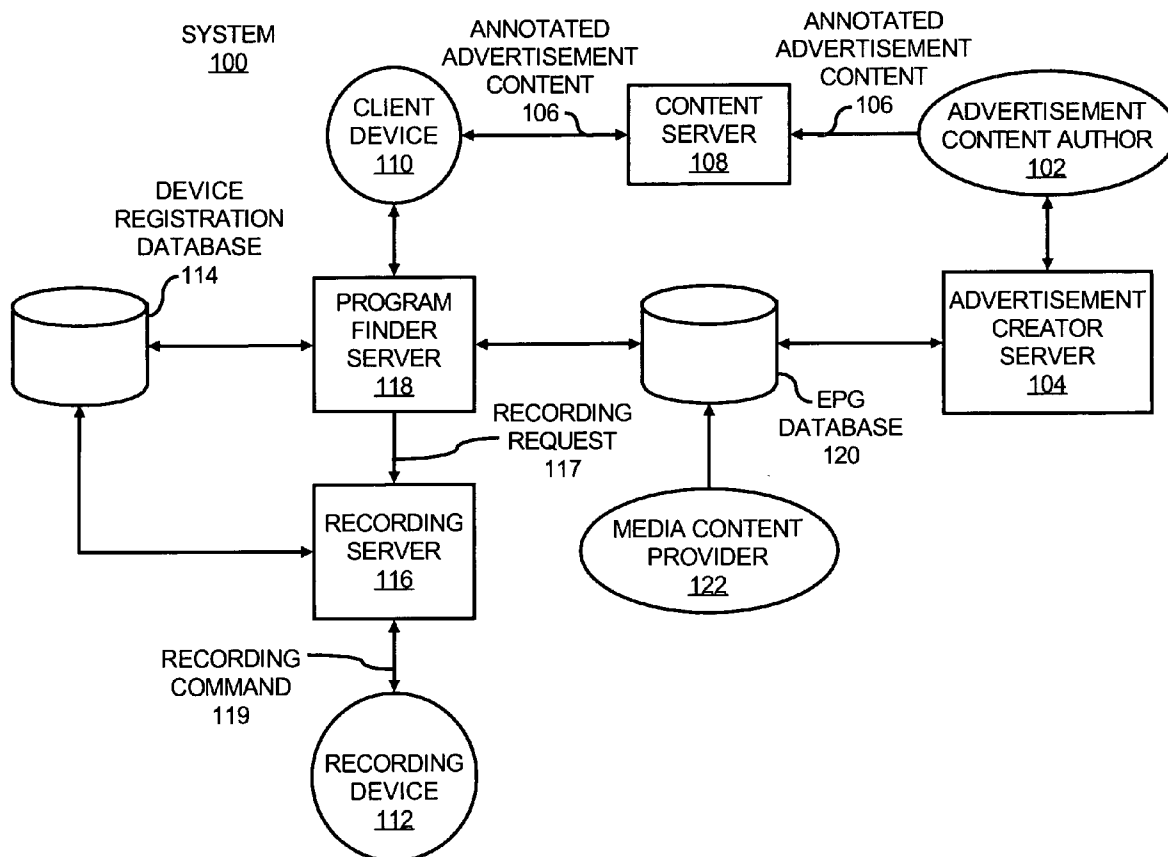 SYSTEM
100
ANNOTATED
ADVERTISEMENT
CONTENT
106
ANNOTATED
ADVERTISEMENT
CONTENT
106
CLIENT
DEVICE
110
CONTENT
SERVER
108
ADVERTISEMENT
CONTENT AUTHOR
102
DEVICE
REGISTRATION
DATABASE
114
PROGRAM
FINDER
SERVER
118
ADVERTISEMENT
CREATOR
SERVER
104
EPG
DATABASE
120
RECORDING
REQUEST
117
RECORDING
SERVER
116
MEDIA CONTENT
PROVIDER
122
RECORDING
COMMAND
119
RECORDING
DEVICE
112